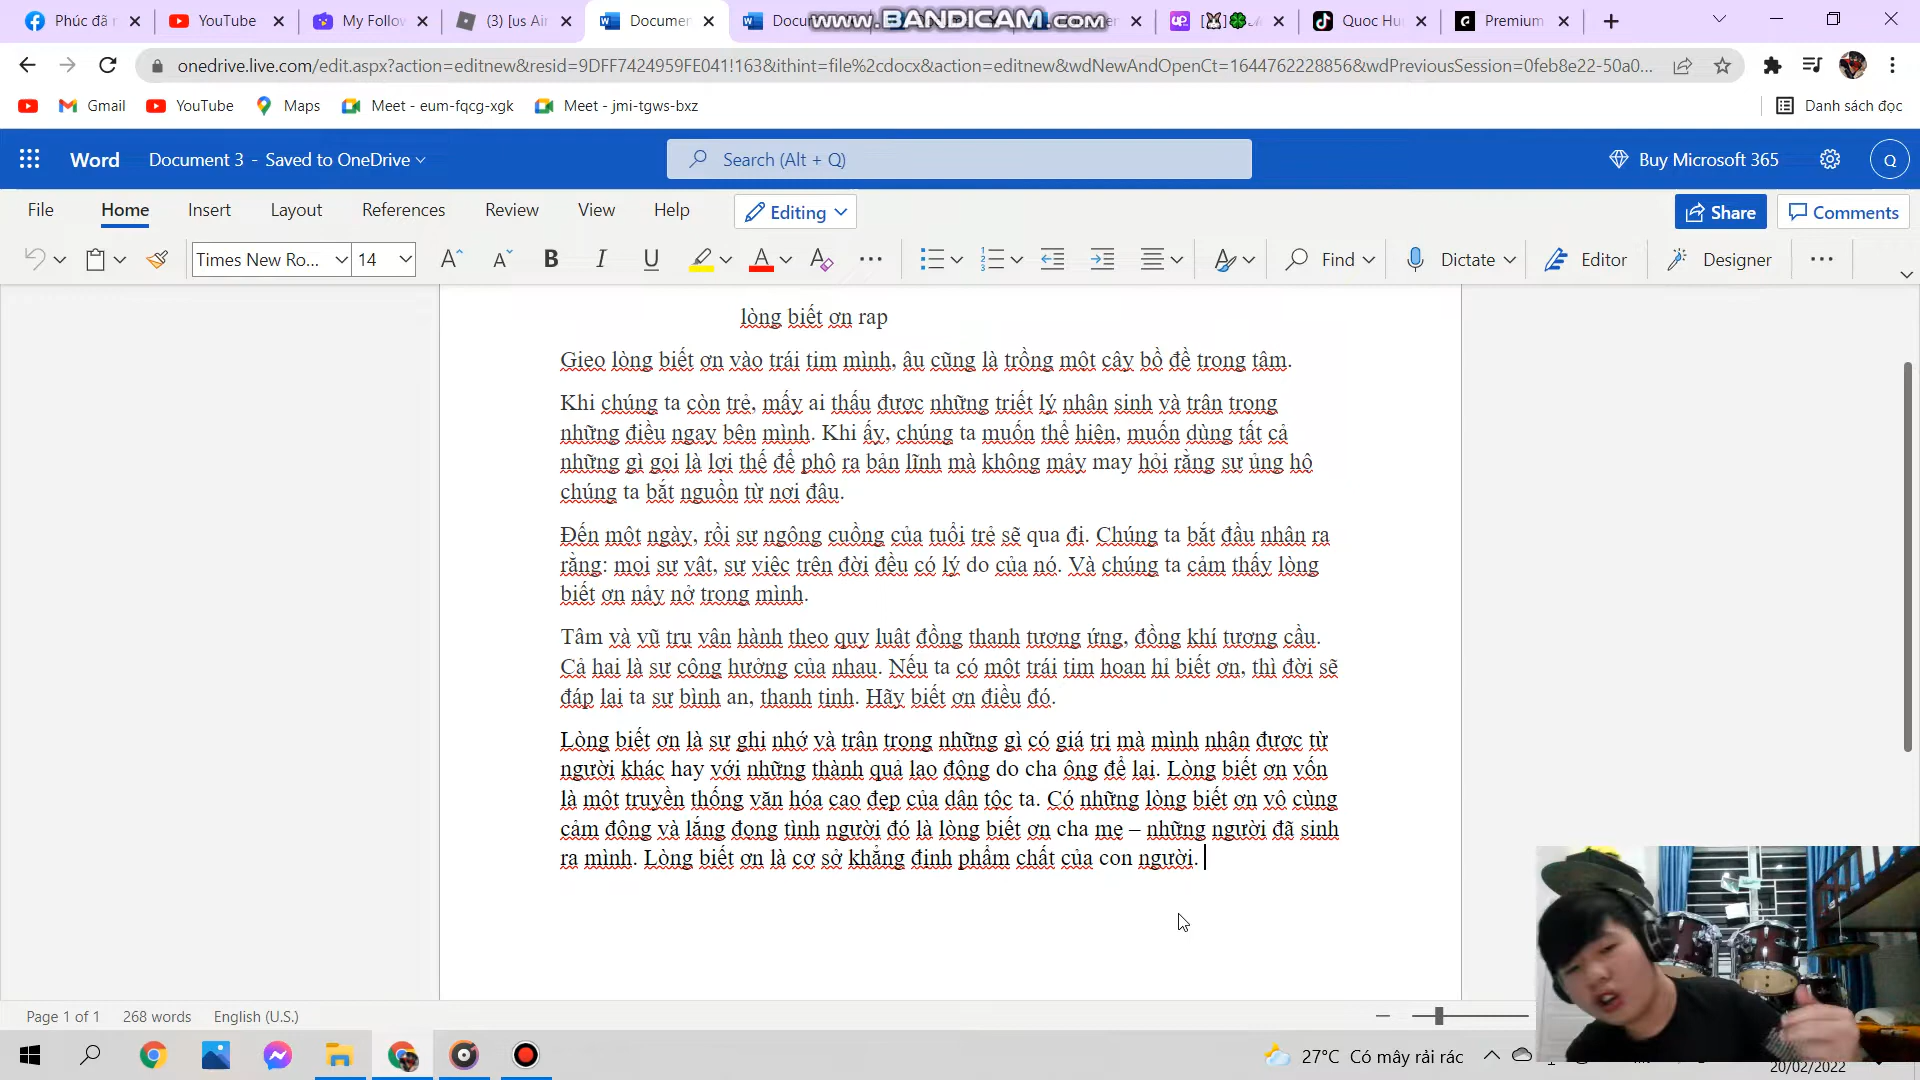 Phúc đã n
YouTube
My Follow
(3) [us Air
Documen
Docu
www.BANDICAM.com
Quoc Hu
Premium
onedrive.live.com/edit.aspx?action=editnew&resid=9DFF7424959FE041!163&ithint=file%2cdocx&action=editnew&wdNewAndOpenCt=1644762228856&wdPreviousSession=0feb8e22-50a0...
Gmail
YouTube
Maps
Meet - eum-fqcg-xgk
Meet - jmi-tgws-bxz
Danh sách đọc
Word
Document 3 - Saved to OneDrive
Search (Alt + Q)
Buy Microsoft 365
Q
File
Home
Insert
Layout
References
Review
View
Help
Editing
Share
Comments
Times New Ro...
14
Find
Dictate
Editor
Designer
lòng biết ơn rap
Gieo lòng biết ơn vào trái tim mình, âu cũng là trồng một cây bồ đề trong tâm.
Khi chúng ta còn trẻ, mấy ai thấu được những triết lý nhân sinh và trân trọng
những điều ngay bên mình. Khi ấy, chúng ta muốn thể hiện, muốn dùng tất cả
những gì gọi là lợi thế để phô ra bản lĩnh mà không mảy may hỏi rằng sự ủng hộ
chúng ta bắt nguồn từ nơi đâu.
Đến một ngày, rồi sự ngông cuồng của tuổi trẻ sẽ qua đi. Chúng ta bắt đầu nhận ra
rằng: mọi sự vật, sự việc trên đời đều có lý do của nó. Và chúng ta cảm thấy lòng
biết ơn nảy nở trong mình.
Tâm và vũ trụ vận hành theo quy luật đồng thanh tương ứng, đồng khí tương cầu.
Cả hai là sự cộng hưởng của nhau. Nếu ta có một trái tim hoan hỉ biết ơn, thì đời sẽ
đáp lại ta sự bình an, thanh tịnh. Hãy biết ơn điều đó.
Lòng biết ơn là sự ghi nhớ và trân trọng những gì có giá trị mà mình nhận được từ
người khác hay với những thành quả lao động do cha ông để lại. Lòng biết ơn vốn
là một truyền thống văn hóa cao đẹp của dân tộc ta. Có những lòng biết ơn vô cùng
cảm động và lắng đọng tình người đó là lòng biết ơn cha mẹ – những người đã sinh
ra mình. Lòng biết ơn là cơ sở khẳng định phẩm chất của con người.
Page 1 of 1
268 words
English (U.S.)
27°C Có mây rải rác
20/02/2022